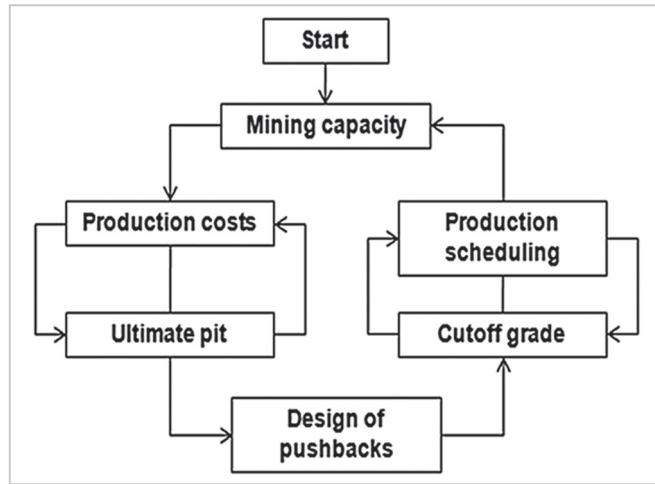 Start
Mining capacity
Production costs
Production
scheduling
Ultimate pit
Cutoff grade
Design of
pushbacks